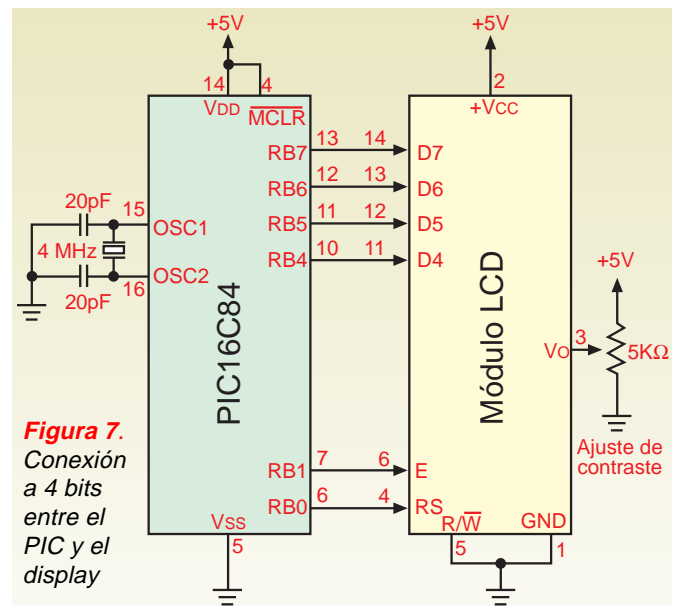 +5V
+5V
14
4
2
VDD
MCLR
+VCC
RB7
13
14
D7
RB6
12
13
D6
20pF
15
OSC1
RB5
11
12
D5
4 MHz
RB4
10
11
D4
OSC2
16
20pF
+5V
PIC16C84
Módulo LCD
VO
3
5KΩ
Ajuste de
contraste
Figura 7.
Conexión
a 4 bits
entre el
PIC y el
display
RB1
7
6
E
RB0
6
4
RS
VSS
R/W
GND
5
5
1